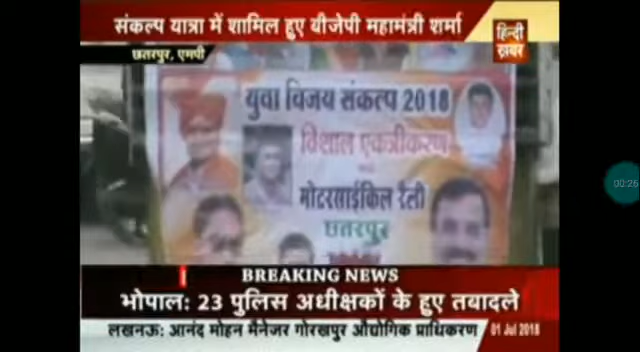 संकल्प यात्रा में शामिल हुए बीजेपी महामंत्री शर्मा
हिन्दी
ख़बर
छतरपुर, एमपी
युवा विजय संकल्प 2018
विशाल एकत्रीकरण
मोटरसाईकिल रैली
छतरपुर
00:25
BREAKING NEWS
भोपाल: 23 पुलिस अधीक्षकों के हुए तबादले
लखनऊ: आनंद मोहन मैनेजर गोरखपुर औद्योगिक प्राधिकरण
01 Jul 2018